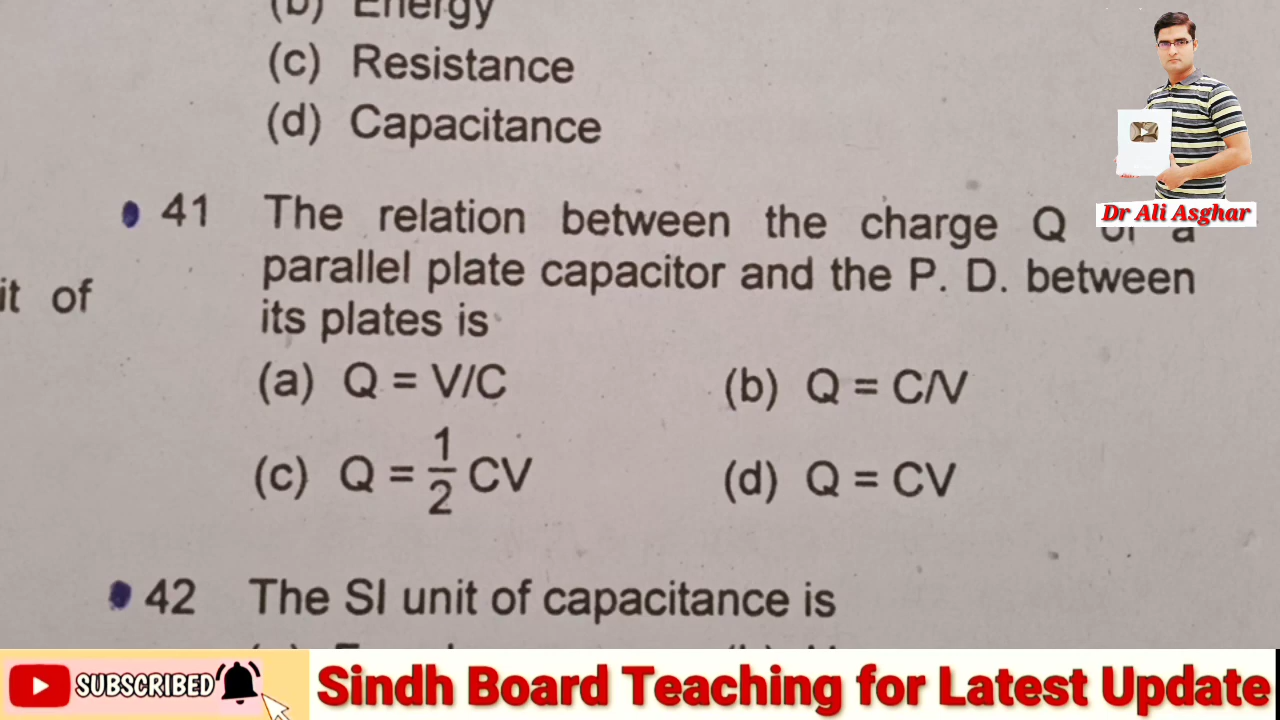 (b) Energy
(c) Resistance
(d) Capacitance
Dr Ali Asghar
it of
41 The relation between the charge Q of a
parallel plate capacitor and the P. D. between
its plates is
(a) Q = V/C (b) Q = C/V
(c) Q = 1/2 CV (d) Q = CV
42 The SI unit of capacitance is
SUBSCRIBED
Sindh Board Teaching for Latest Update